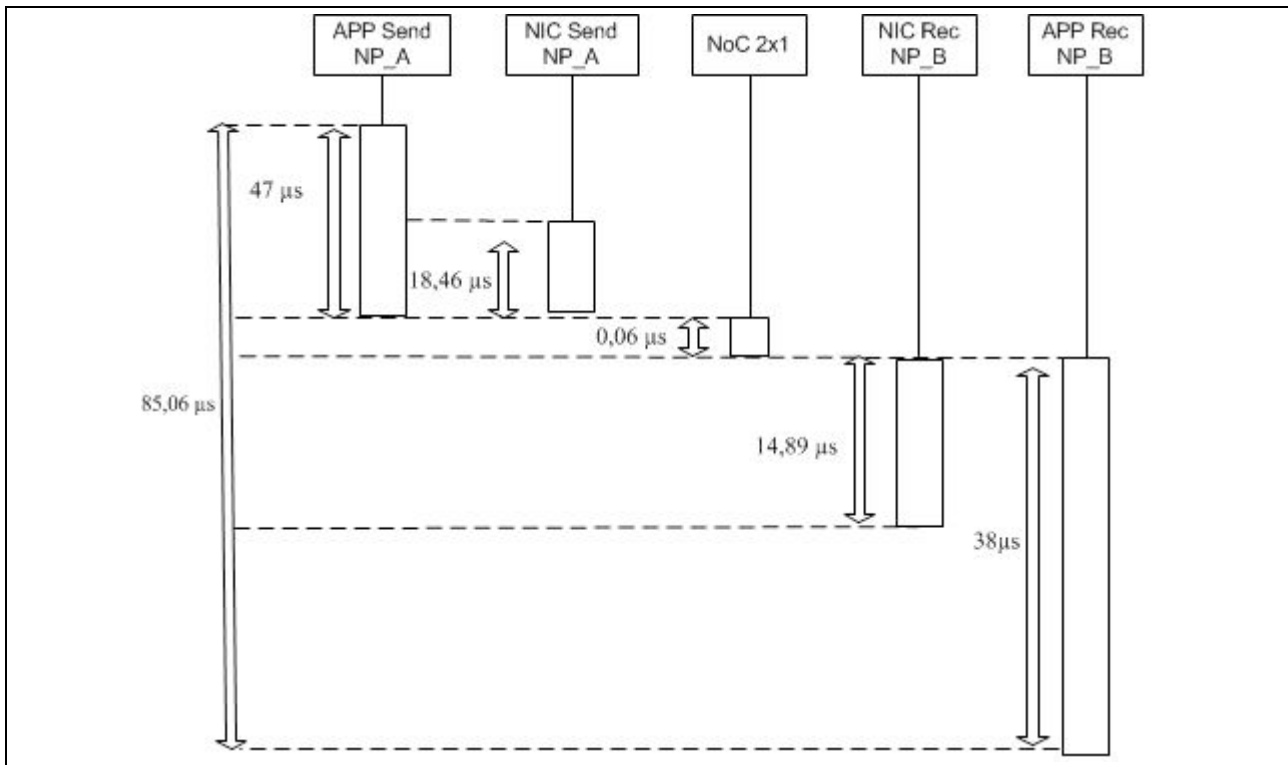 APP Send
NP_A
NIC Send
NP_A
NoC 2x1
NIC Rec
NP_B
APP Rec
NP_B
47 µs
18,46 µs
0,06 µs
85,06 µs
14,89 µs
38µs